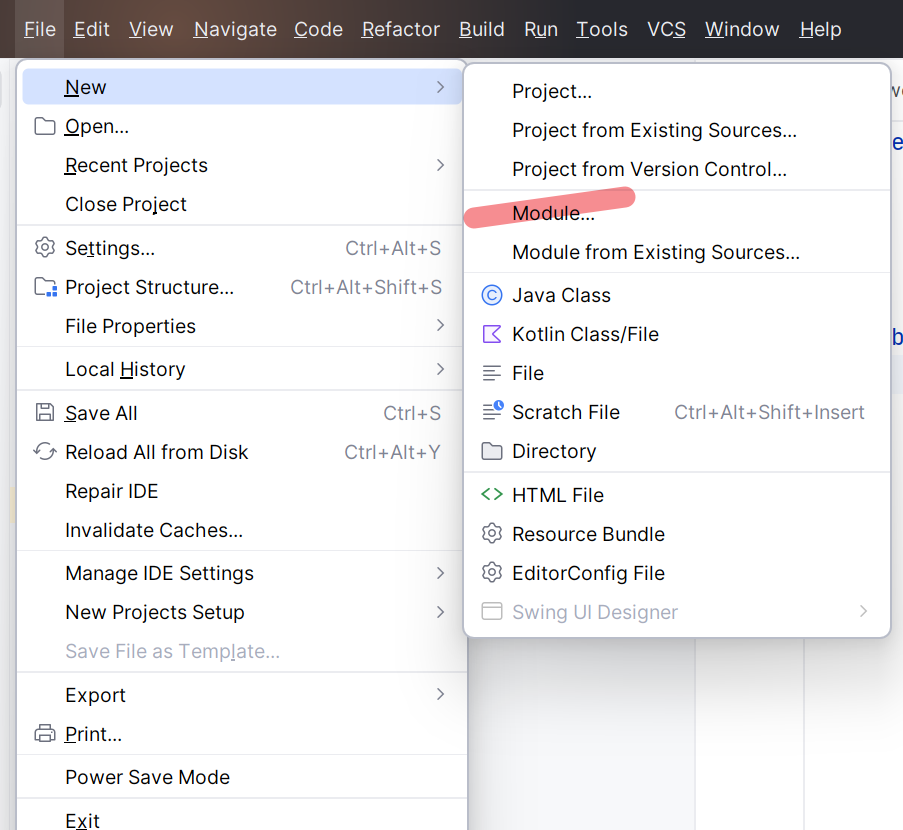 File Edit View Navigate Code Refactor Build Run Tools VCS Window Help
New
Open...
Recent Projects
Close Project
Settings... Ctrl+Alt+S
Project Structure... Ctrl+Alt+Shift+S
File Properties
Local History
Save All Ctrl+S
Reload All from Disk Ctrl+Alt+Y
Repair IDE
Invalidate Caches...
Manage IDE Settings
New Projects Setup
Save File as Template...
Export
Print...
Power Save Mode
Exit
Project...
Project from Existing Sources...
Project from Version Control...
Module...
Module from Existing Sources...
Java Class
Kotlin Class/File
File
Scratch File Ctrl+Alt+Shift+Insert
Directory
HTML File
Resource Bundle
EditorConfig File
Swing UI Designer